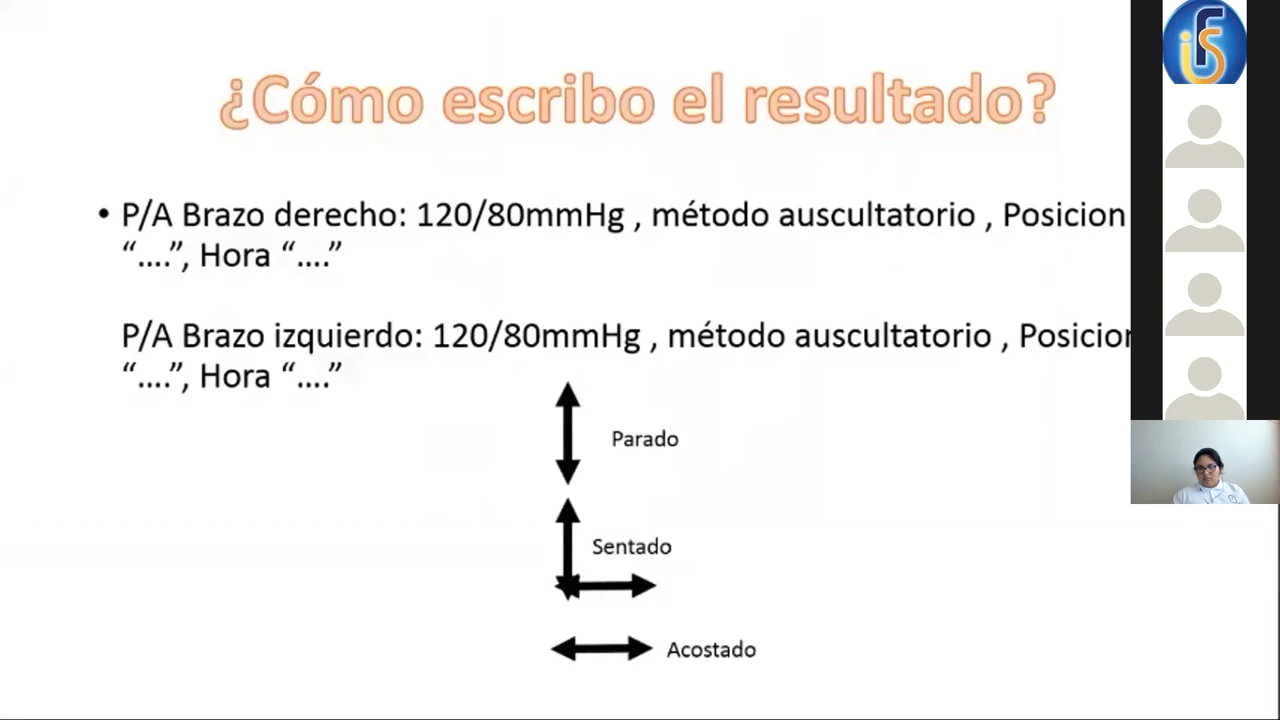 ¿Cómo escribo el resultado?
• P/A Brazo derecho: 120/80mmHg , método auscultatorio , Posicion
“....”, Hora “....”
P/A Brazo izquierdo: 120/80mmHg , método auscultatorio , Posicion
“....”, Hora “....”
Parado
Sentado
Acostado